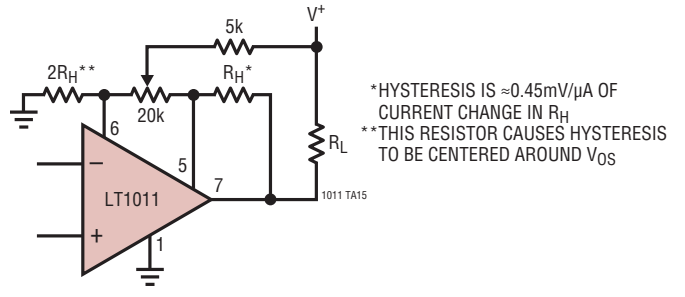 V+
5k
2RH**
RH*
20k
RL
6
5
7
−
LT1011
+
1
1011 TA15
*HYSTERESIS IS ≈0.45mV/µA OF
CURRENT CHANGE IN RH
**THIS RESISTOR CAUSES HYSTERESIS
TO BE CENTERED AROUND VOS